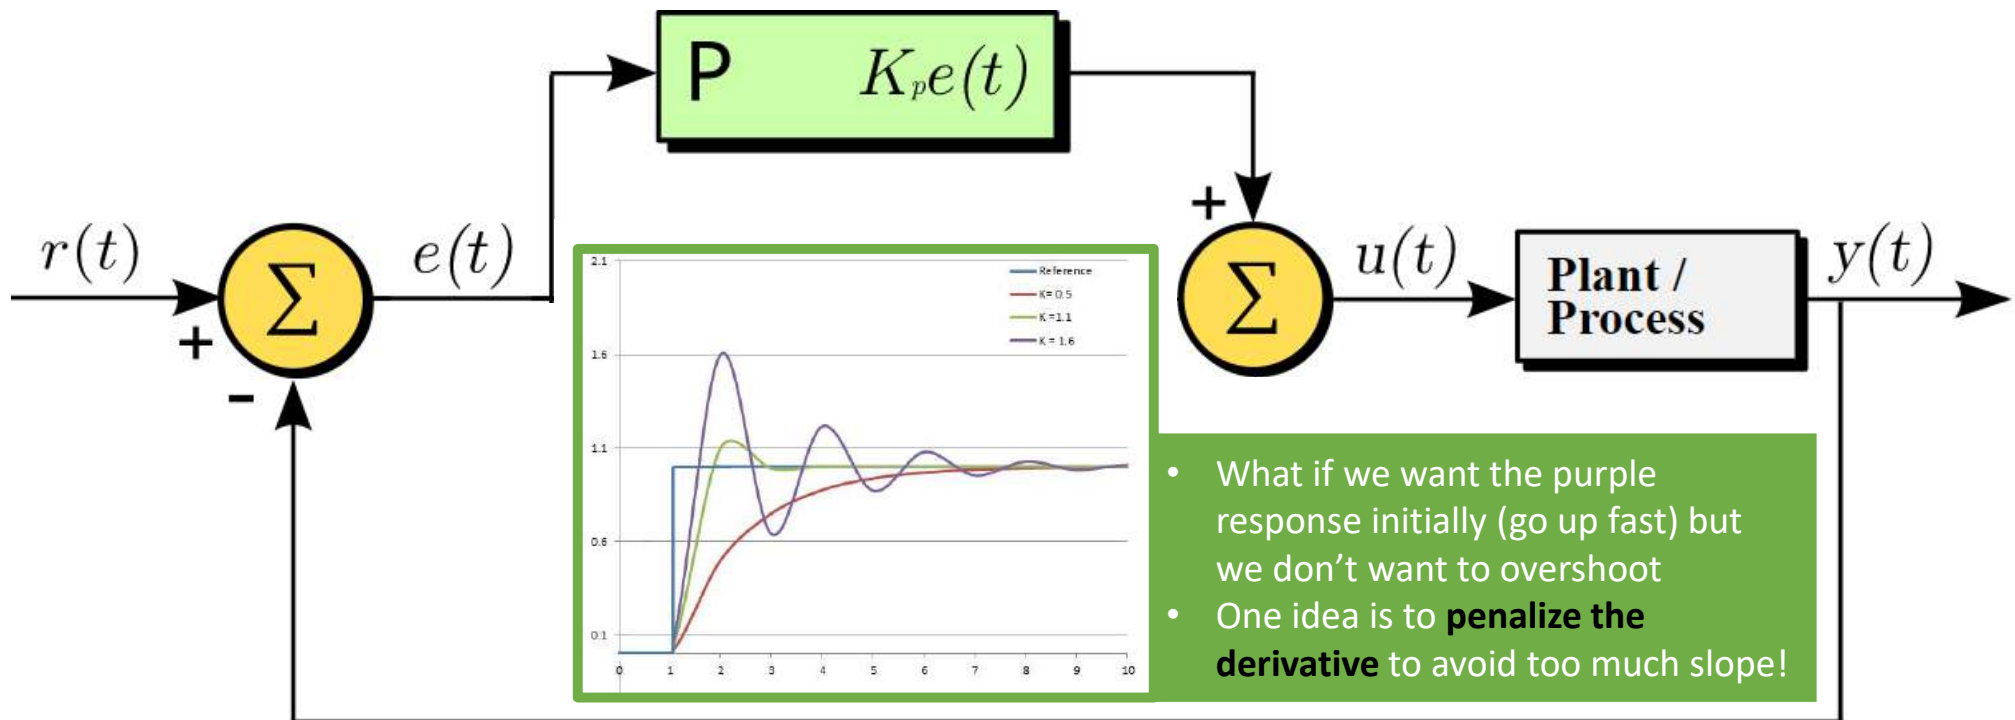 P K_p e(t)
r(t)
+
-
Σ
e(t)
+
Σ
u(t)
Plant /
Process
y(t)
2.1
1.6
1.1
0.6
0.1
0 1 2 3 4 5 6 7 8 9 10
Reference
K= 0.5
K =1.1
K = 1.6
• What if we want the purple
response initially (go up fast) but
we don’t want to overshoot
• One idea is to penalize the
derivative to avoid too much slope!